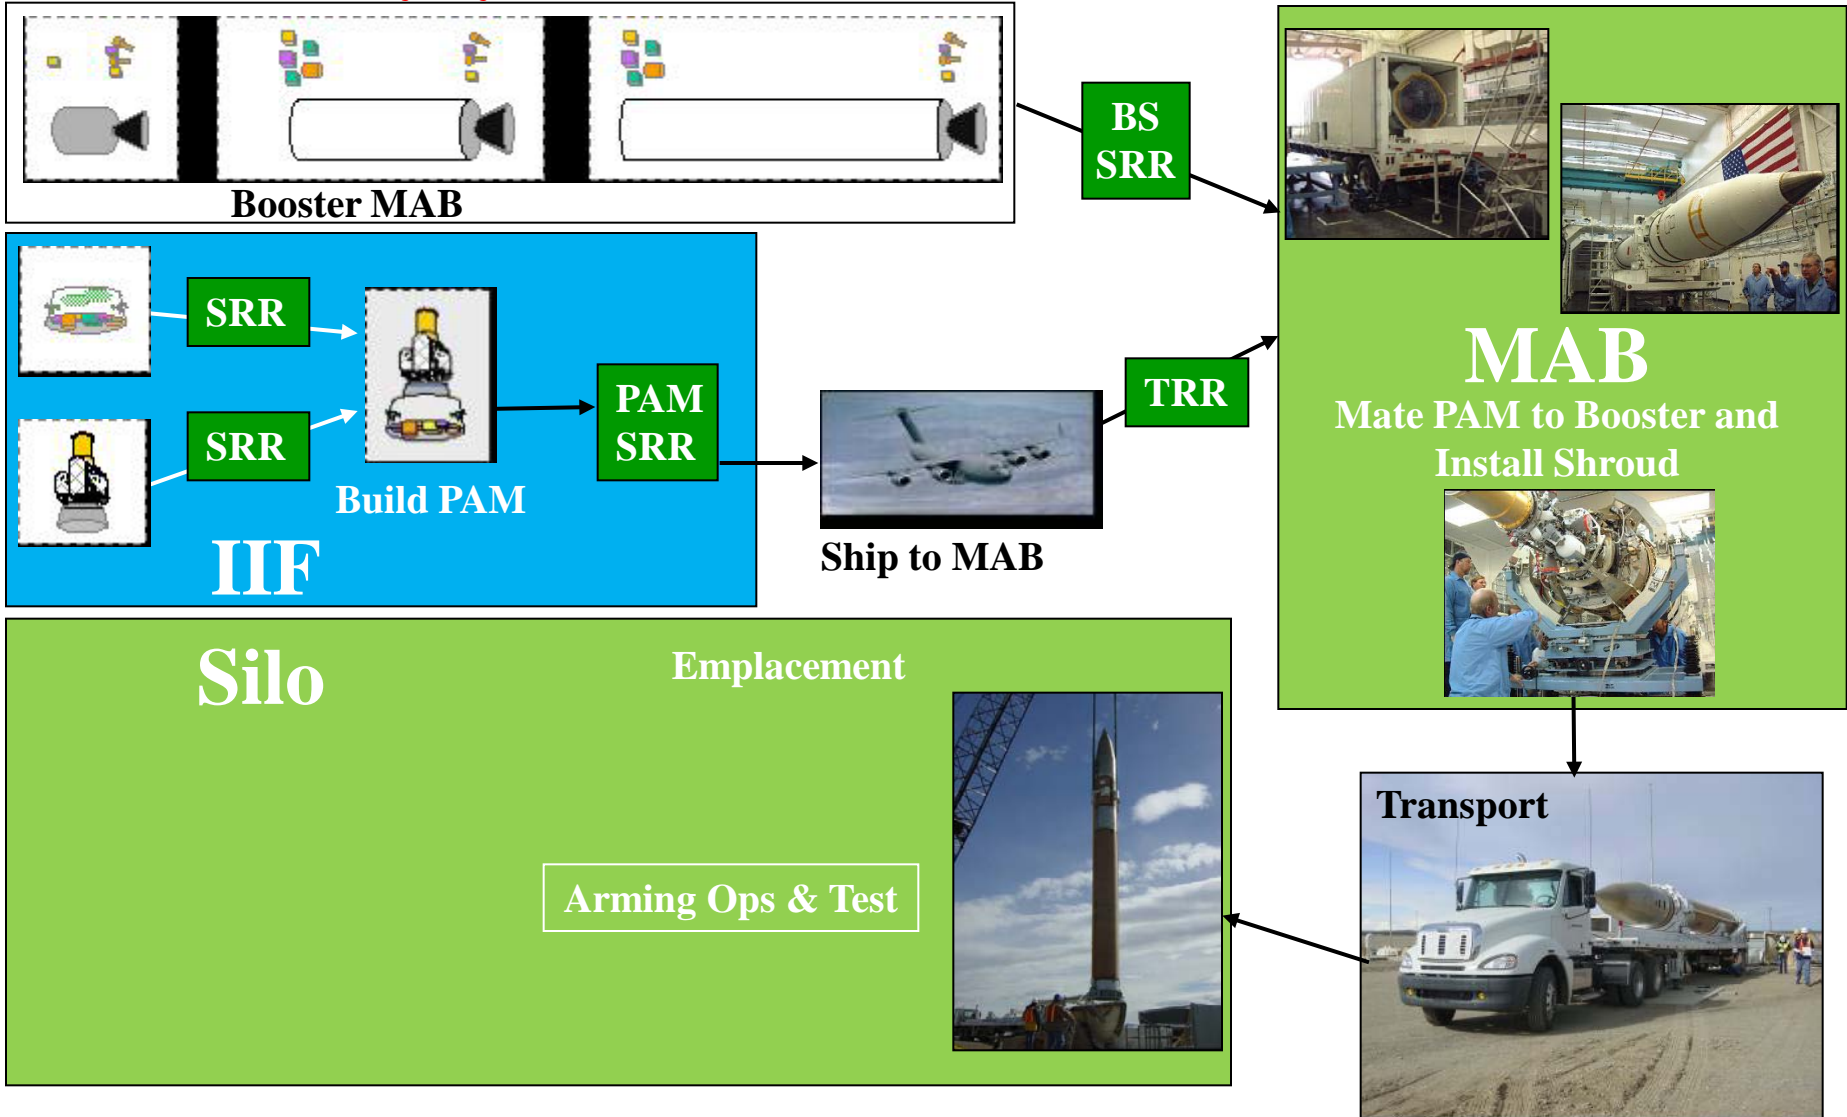 Booster MAB
BS
SRR
SRR
SRR
Build PAM
PAM
SRR
IIF
Ship to MAB
TRR
MAB
Mate PAM to Booster and
Install Shroud
Silo
Emplacement
Arming Ops & Test
Transport